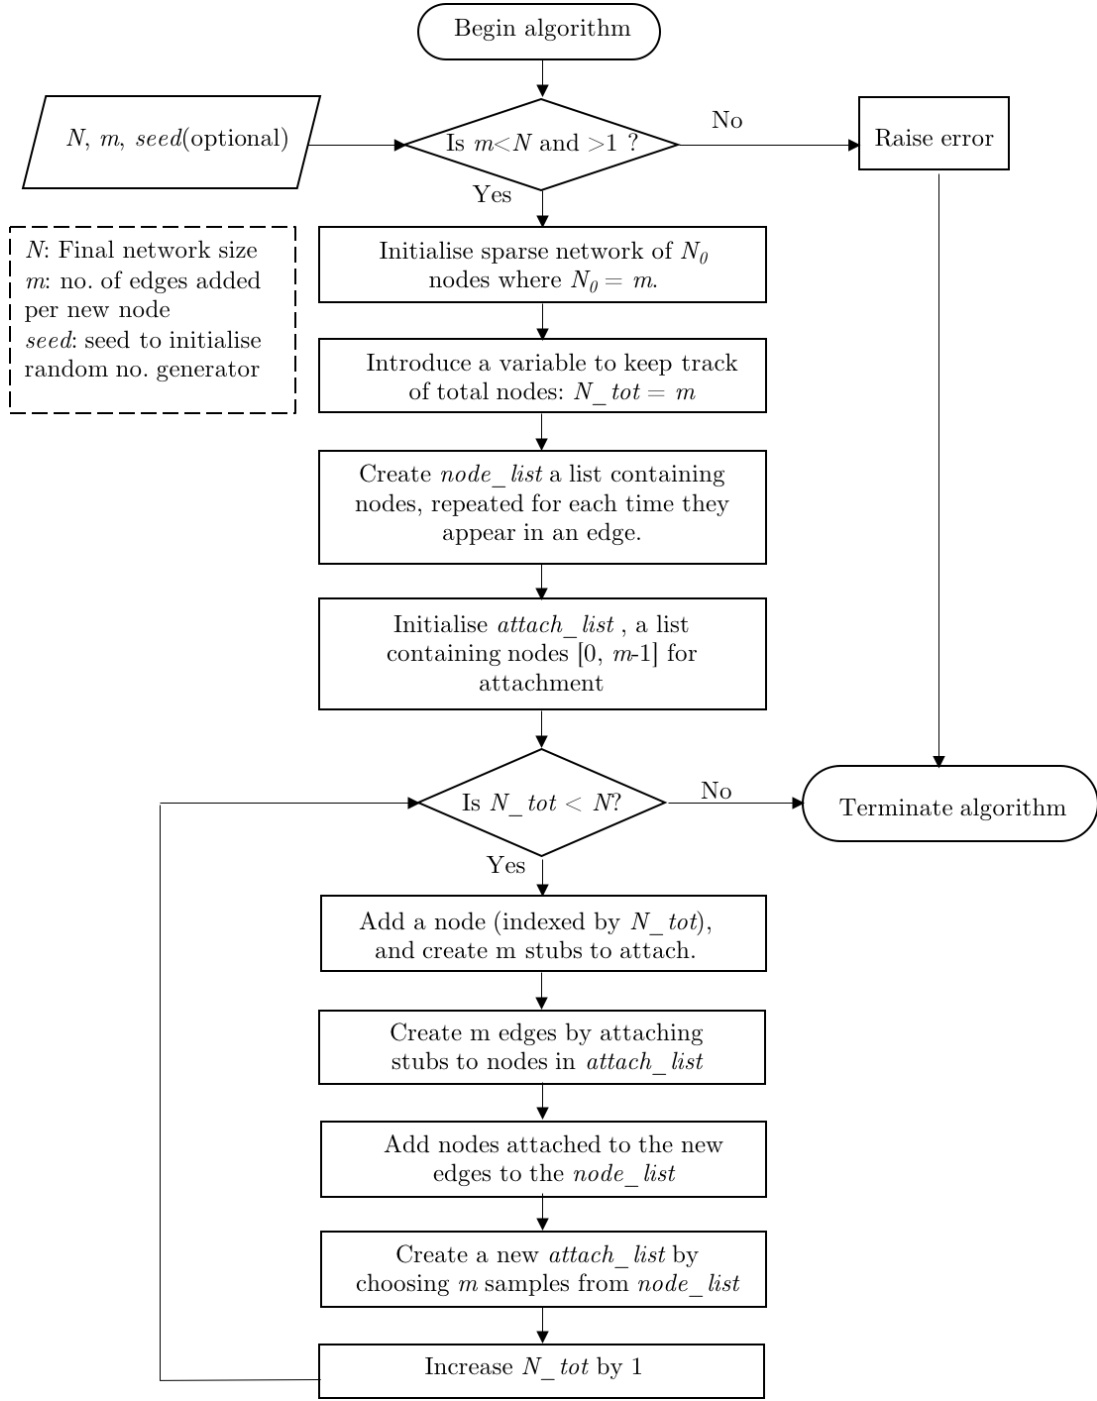 Begin algorithm
N, m, seed(optional)
Is m<N and >1 ?
No
Raise error
Yes
N: Final network size
m: no. of edges added
per new node
seed: seed to initialise
random no. generator
Initialise sparse network of N₀
nodes where N₀ = m.
Introduce a variable to keep track
of total nodes: N_tot = m
Create node_list a list containing
nodes, repeated for each time they
appear in an edge.
Initialise attach_list , a list
containing nodes [0, m-1] for
attachment
Is N_tot < N?
No
Terminate algorithm
Yes
Add a node (indexed by N_tot),
and create m stubs to attach.
Create m edges by attaching
stubs to nodes in attach_list
Add nodes attached to the new
edges to the node_list
Create a new attach_list by
choosing m samples from node_list
Increase N_tot by 1